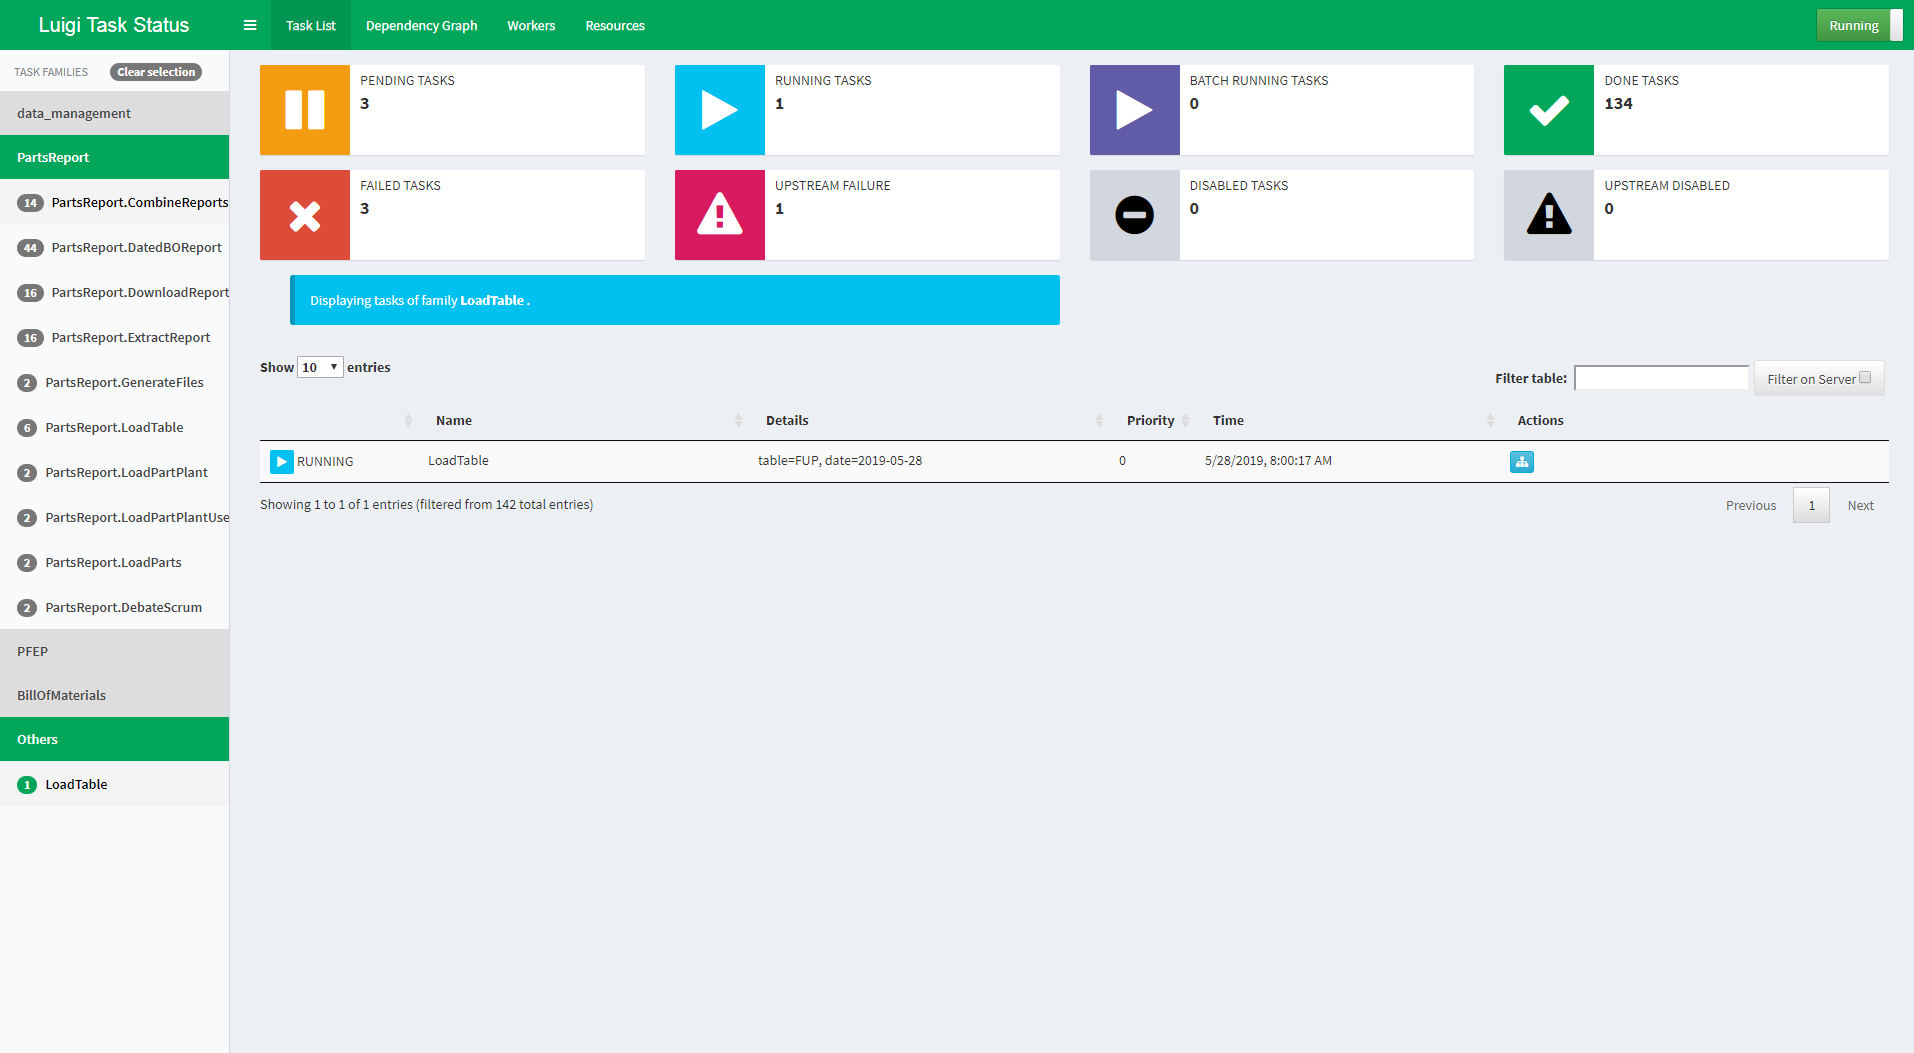 Luigi Task Status
Task List
Dependency Graph
Workers
Resources
Running
TASK FAMILIES
Clear selection
data_management
PartsReport
14 PartsReport.CombineReports
44 PartsReport.DatedBOReport
16 PartsReport.DownloadReport
16 PartsReport.ExtractReport
2 PartsReport.GenerateFiles
6 PartsReport.LoadTable
2 PartsReport.LoadPartPlant
2 PartsReport.LoadPartPlantUse
2 PartsReport.LoadParts
2 PartsReport.DebateScrum
PFEP
BillOfMaterials
Others
1 LoadTable
PENDING TASKS
3
RUNNING TASKS
1
BATCH RUNNING TASKS
0
DONE TASKS
134
FAILED TASKS
3
UPSTREAM FAILURE
1
DISABLED TASKS
0
UPSTREAM DISABLED
0
Displaying tasks of family LoadTable .
Show 10 entries
Filter table:
Filter on Server
Name Details Priority Time Actions
RUNNING LoadTable table=FUP, date=2019-05-28 0 5/28/2019, 8:00:17 AM
Showing 1 to 1 of 1 entries (filtered from 142 total entries)
Previous 1 Next